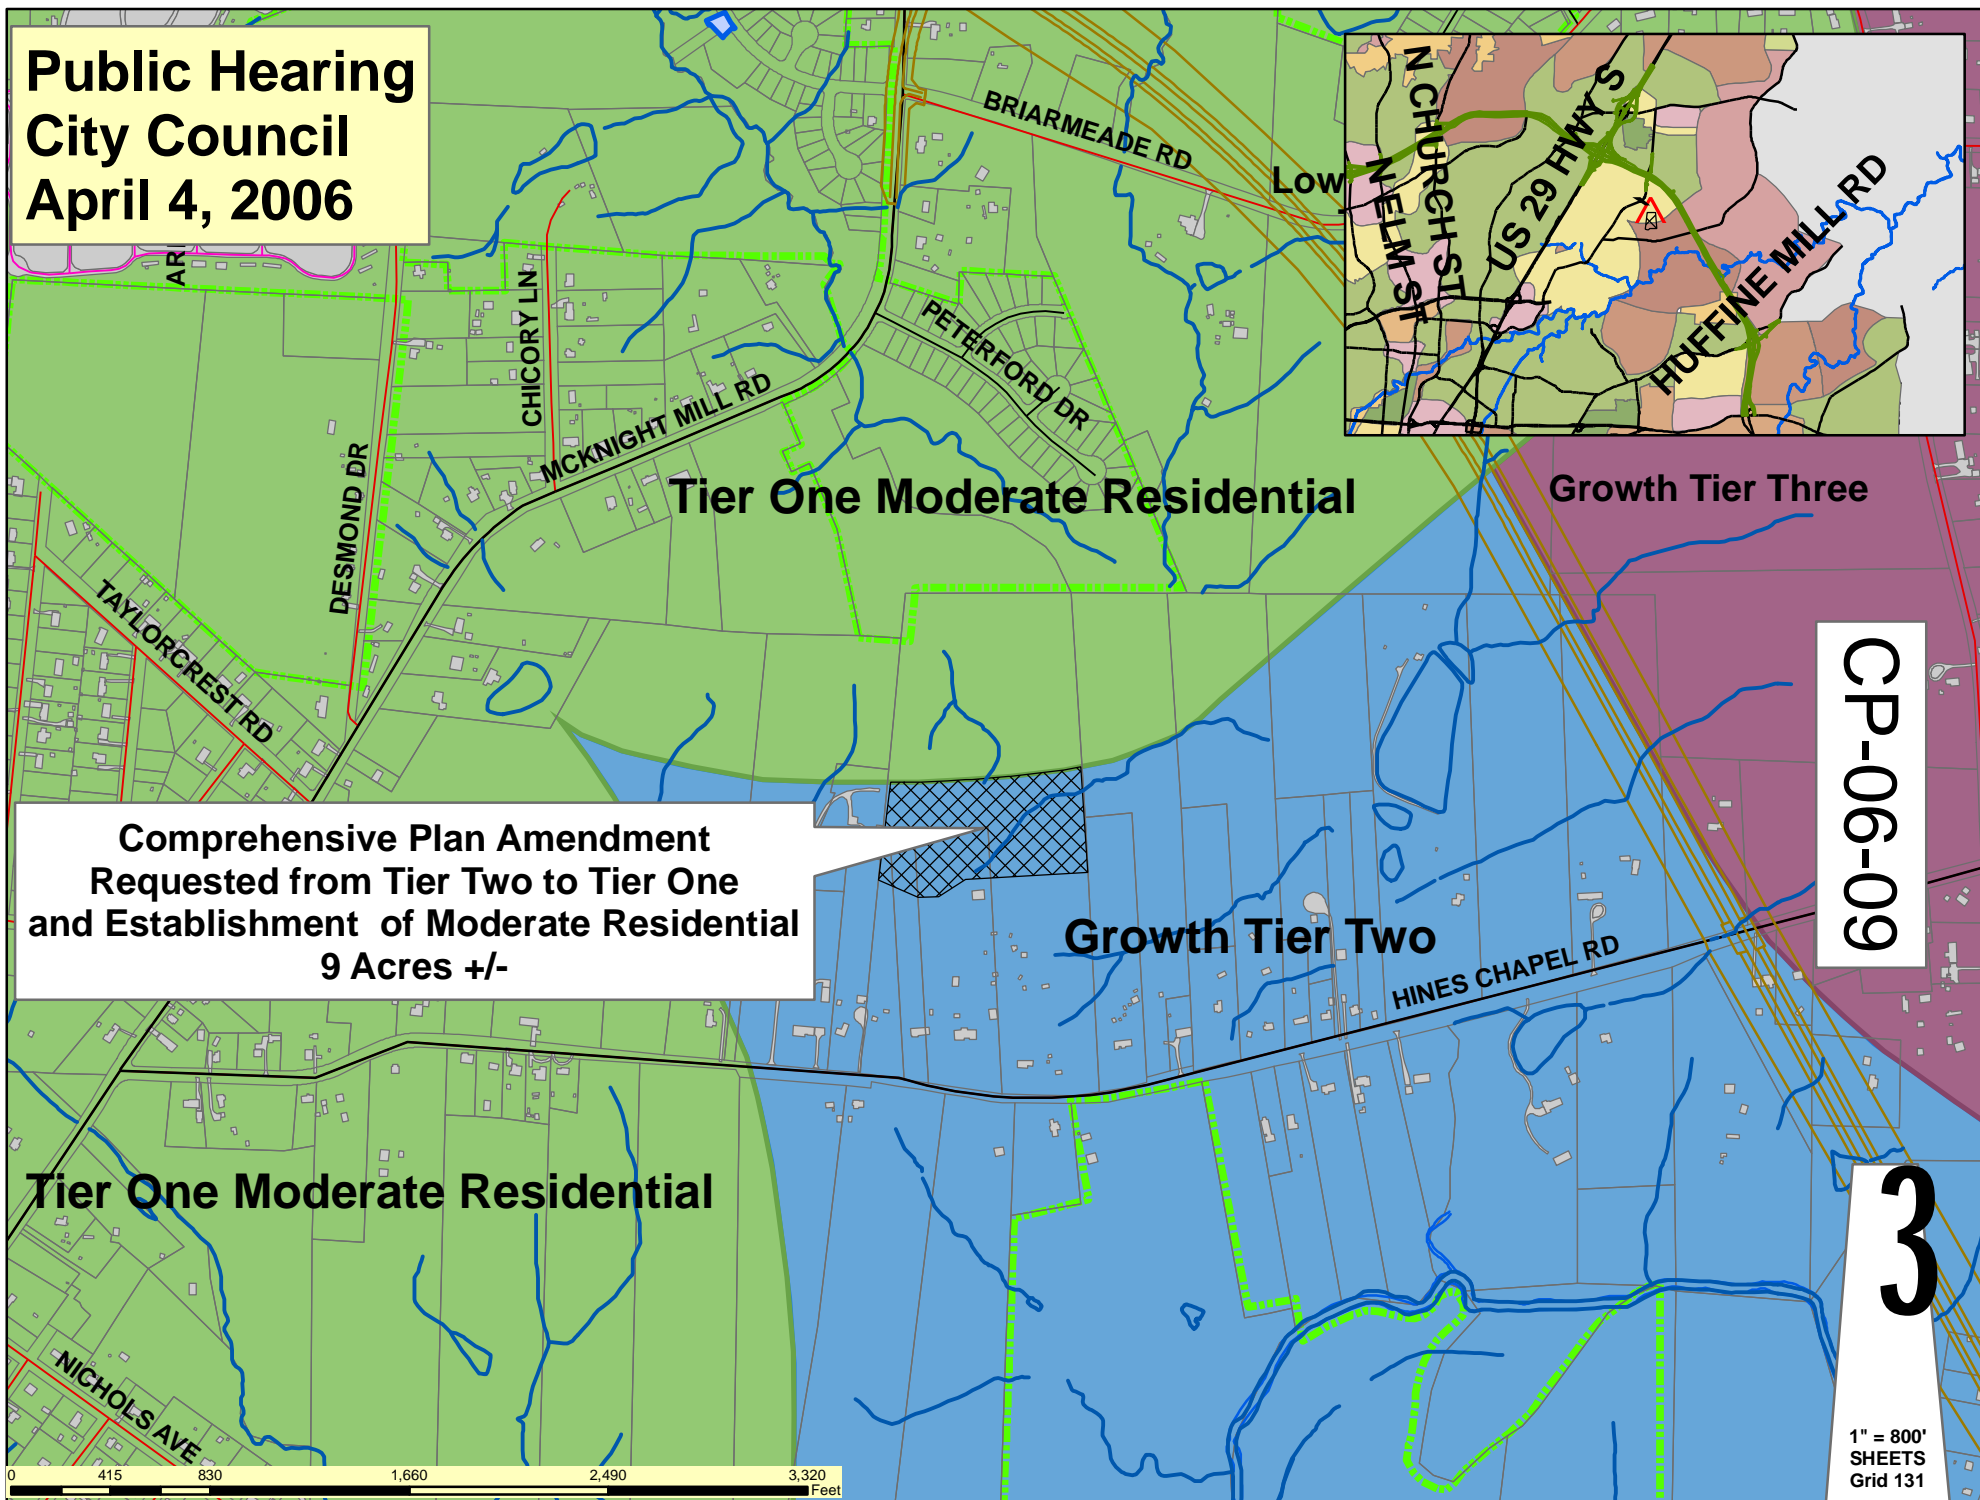 Public Hearing
City Council
April 4, 2006
AR
BRIARMEADE RD
Low
N CHURCH ST
N ELM ST
US 29 HWY S
HUFFINE MILL RD
CHICORY LN
PETERFORD DR
MCKNIGHT MILL RD
DESMOND DR
Tier One Moderate Residential
Growth Tier Three
TAYLORCREST RD
CP-06-09
Comprehensive Plan Amendment
Requested from Tier Two to Tier One
and Establishment of Moderate Residential
9 Acres +/-
Growth Tier Two
HINES CHAPEL RD
Tier One Moderate Residential
3
NICHOLS AVE
1" = 800'
SHEETS
Grid 131
0 415 830 1,660 2,490 3,320
Feet